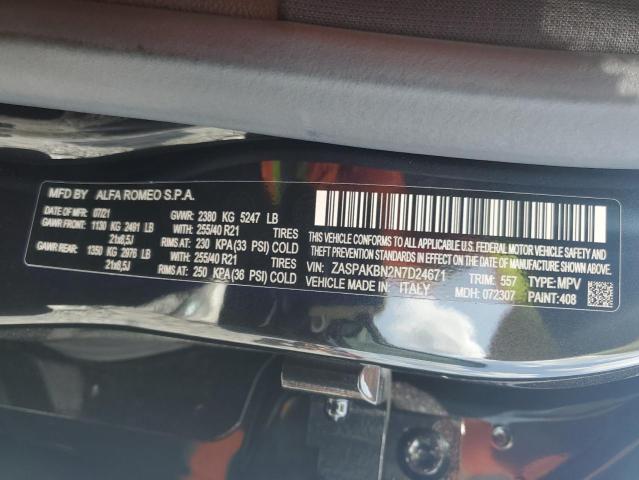 MFD BY ALFA ROMEO S.P.A.
DATE OF MFD: 07/21 GVWR: 2380 KG 5247 LB
GAWR FRONT: 1130 KG 2491 LB 255/40 R21 TIRES
21x8,5J RIMS AT: 230 KPA(33 PSI) COLD
GAWR REAR: 1350 KG 2976 LB 255/40 R21 TIRES
21x8,5J RIMS AT: 250 KPA(36 PSI) COLD
THIS PASSENGER CAR CONFORMS TO ALL APPLICABLE U.S. FEDERAL MOTOR VEHICLE SAFETY AND
THEFT PREVENTION STANDARDS IN EFFECT ON THE DATE OF MANUFACTURE SHOWN ABOVE.
VIN: ZASPAKBN2N7D24671 TRIM: 557 TYPE: MPV
VEHICLE MADE IN: ITALY MDH: 072307 PAINT: 408